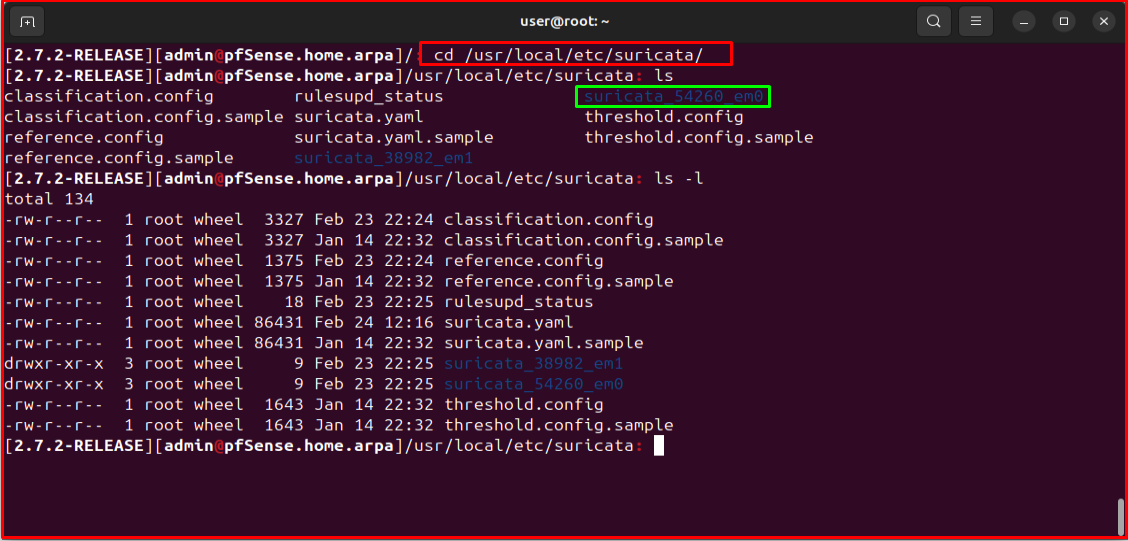 user@root: ~
[2.7.2-RELEASE][admin@pfSense.home.arpa]/: cd /usr/local/etc/suricata/
[2.7.2-RELEASE][admin@pfSense.home.arpa]/usr/local/etc/suricata: ls
classification.config rulesupd_status suricata_54260_em0
classification.config.sample suricata.yaml threshold.config
reference.config suricata.yaml.sample threshold.config.sample
reference.config.sample suricata_38982_em1
[2.7.2-RELEASE][admin@pfSense.home.arpa]/usr/local/etc/suricata: ls -l
total 134
-rw-r--r-- 1 root wheel 3327 Feb 23 22:24 classification.config
-rw-r--r-- 1 root wheel 3327 Jan 14 22:32 classification.config.sample
-rw-r--r-- 1 root wheel 1375 Feb 23 22:24 reference.config
-rw-r--r-- 1 root wheel 1375 Jan 14 22:32 reference.config.sample
-rw-r--r-- 1 root wheel 18 Feb 23 22:25 rulesupd_status
-rw-r--r-- 1 root wheel 86431 Feb 24 12:16 suricata.yaml
-rw-r--r-- 1 root wheel 86431 Jan 14 22:32 suricata.yaml.sample
drwxr-xr-x 3 root wheel 9 Feb 23 22:25 suricata_38982_em1
drwxr-xr-x 3 root wheel 9 Feb 23 22:25 suricata_54260_em0
-rw-r--r-- 1 root wheel 1643 Jan 14 22:32 threshold.config
-rw-r--r-- 1 root wheel 1643 Jan 14 22:32 threshold.config.sample
[2.7.2-RELEASE][admin@pfSense.home.arpa]/usr/local/etc/suricata: